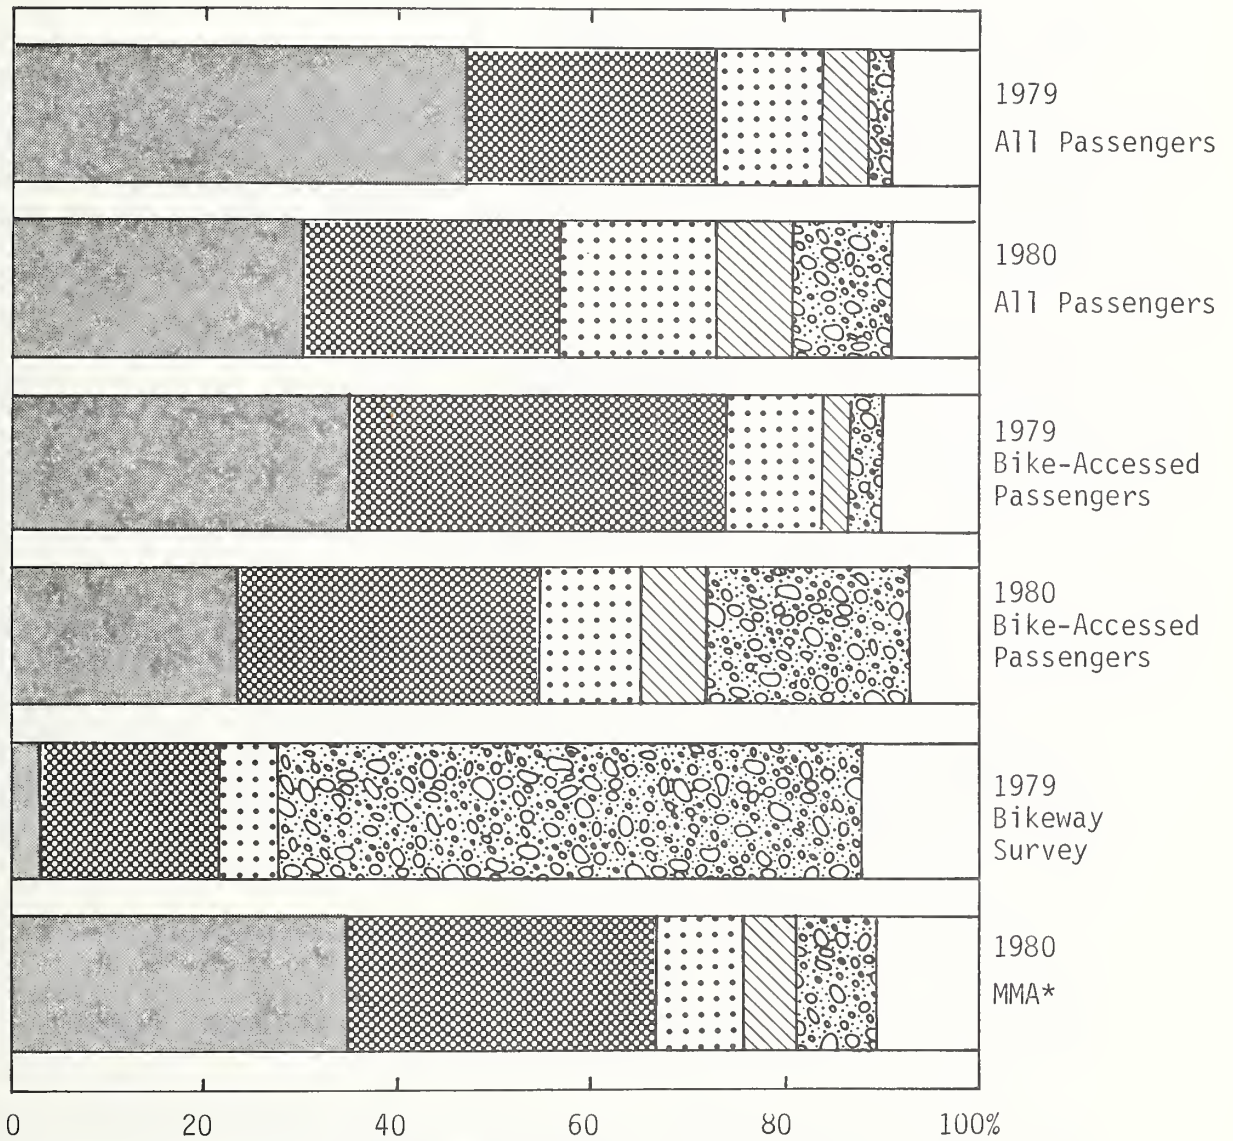 1979
All Passengers
1980
All Passengers
1979
Bike-Accessed
Passengers
1980
Bike-Accessed
Passengers
1979
Bikeway
Survey
1980
MMA*
0 20 40 60 80 100%